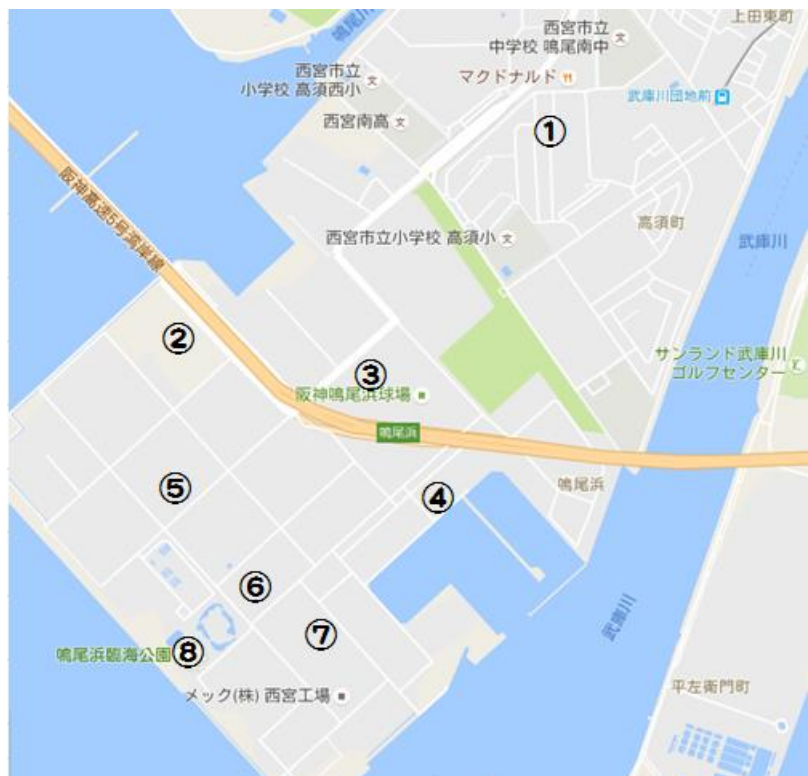 上田東町
鳴尾川
西宮市立
中学校 鳴尾南中
西宮市立
小学校 高須西小
マクドナルド
武庫川団地前
西宮南高
①
阪神高速5号湾岸線
西宮市立小学校 高須小
高須町
武庫川
②
サンランド武庫川
ゴルフセンター
③
阪神鳴尾浜球場
鳴尾浜
⑤
④
鳴尾浜
⑥
武庫川
⑦
鳴尾浜臨海公園
⑧
メック(株) 西宮工場
平左衛門町